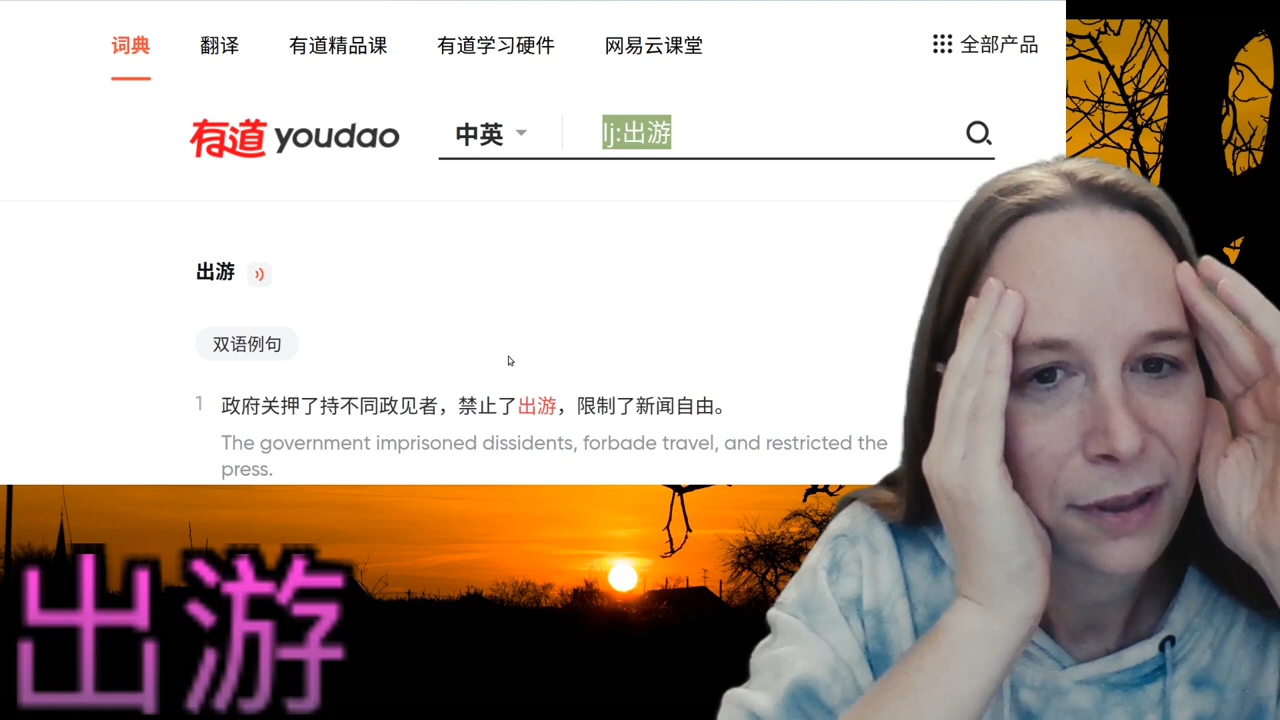 词典 翻译 有道精品课 有道学习硬件 网易云课堂 全部产品
有道 youdao 中英 lj:出游
出游
双语例句
1 政府关押了持不同政见者，禁止了出游，限制了新闻自由。
The government imprisoned dissidents, forbade travel, and restricted the
press.
出游